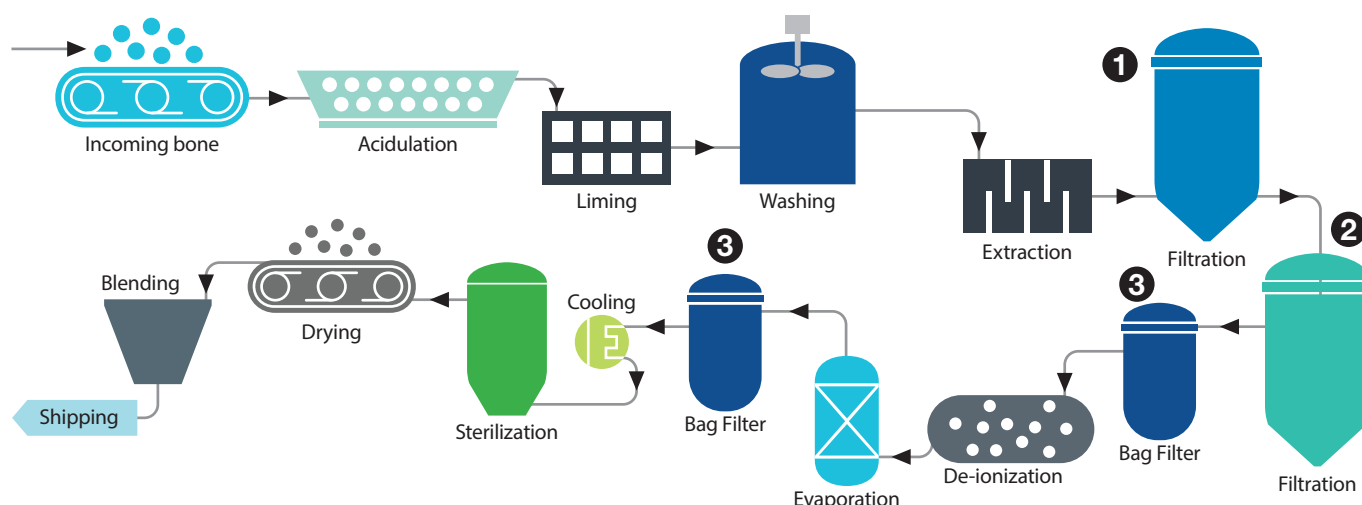 Incoming bone
Acidulation
Liming
Washing
Extraction
1
Filtration
2
Filtration
3
Bag Filter
De-ionization
Evaporation
3
Bag Filter
Cooling
Sterilization
Drying
Blending
Shipping